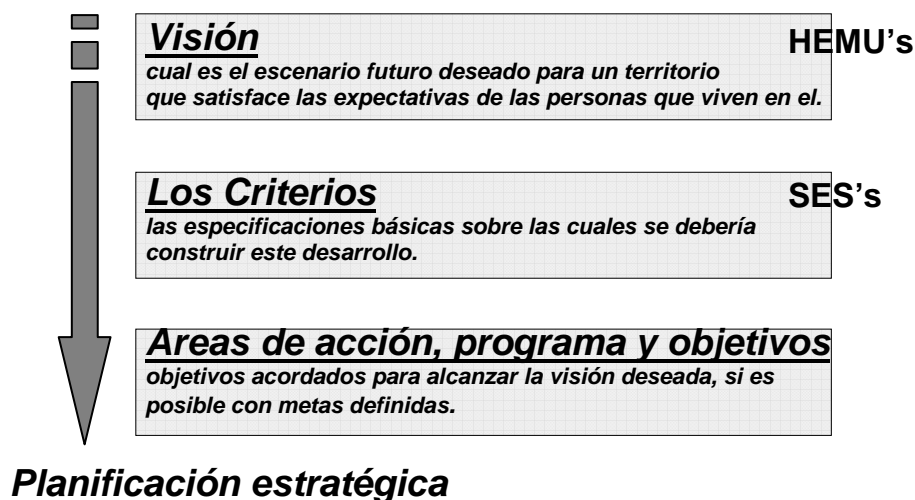 Visión HEMU's
cual es el escenario futuro deseado para un territorio
que satisface las expectativas de las personas que viven en el.
Los Criterios SES's
las especificaciones básicas sobre las cuales se debería
construir este desarrollo.
Areas de acción, programa y objetivos
objetivos acordados para alcanzar la visión deseada, si es
posible con metas definidas.
Planificación estratégica